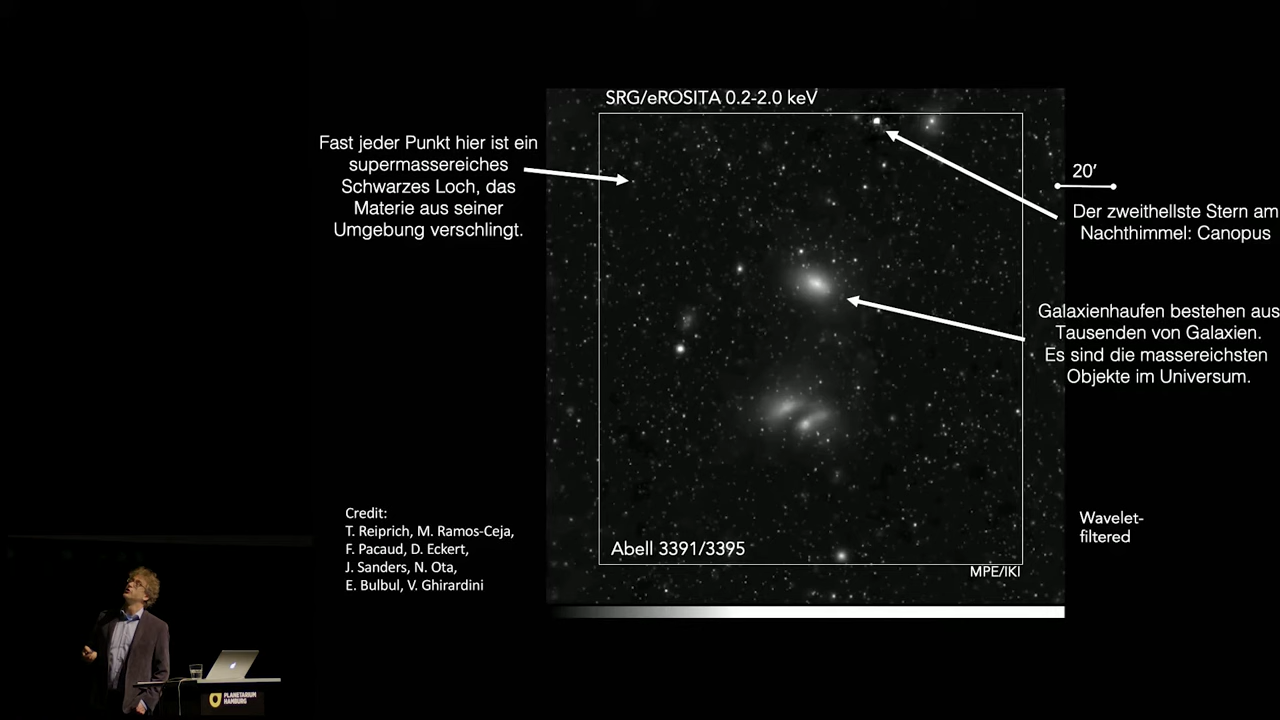 SRG/eROSITA 0.2-2.0 keV
Fast jeder Punkt hier ist ein
supermassereiches
Schwarzes Loch, das
Materie aus seiner
Umgebung verschlingt.
20′
Der zweithellste Stern am
Nachthimmel: Canopus
Galaxienhaufen bestehen aus
Tausenden von Galaxien.
Es sind die massereichsten
Objekte im Universum.
Credit:
T. Reiprich, M. Ramos-Ceja,
F. Pacaud, D. Eckert,
J. Sanders, N. Ota,
E. Bulbul, V. Ghirardini
Wavelet-
filtered
Abell 3391/3395
MPE/IKI
PLANETARIUM
HAMBURG